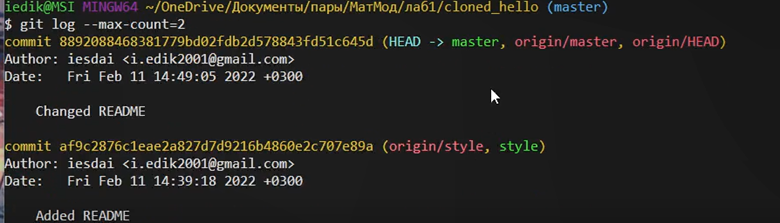 iedik@MSI MINGW64 ~/OneDrive/Документы/пары/МатМод/ла61/cloned_hello (master)
$ git log --max-count=2
commit 8892088468381779bd02fdb2d578843fd51c645d (HEAD -> master, origin/master, origin/HEAD)
Author: iesdai <i.edik2001@gmail.com>
Date:   Fri Feb 11 14:49:05 2022 +0300
Changed README
commit af9c2876c1eae2a827d7d9216b4860e2c707e89a (origin/style, style)
Author: iesdai <i.edik2001@gmail.com>
Date:   Fri Feb 11 14:39:18 2022 +0300
Added README